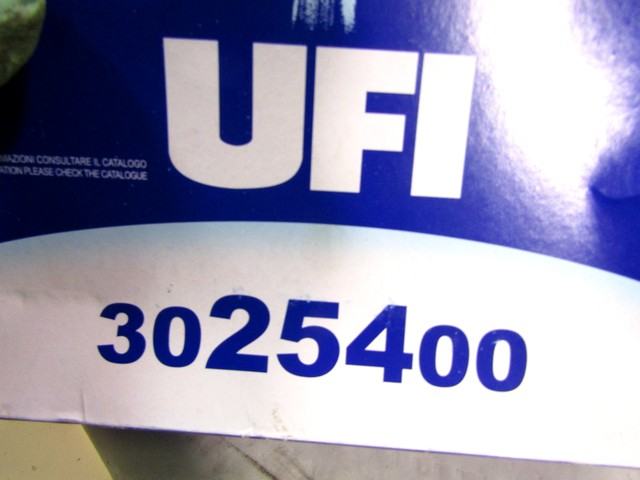 UFI
MAZIONI CONSULTARE IL CATALOGO
ATION PLEASE CHECK THE CATALOGUE
3025400